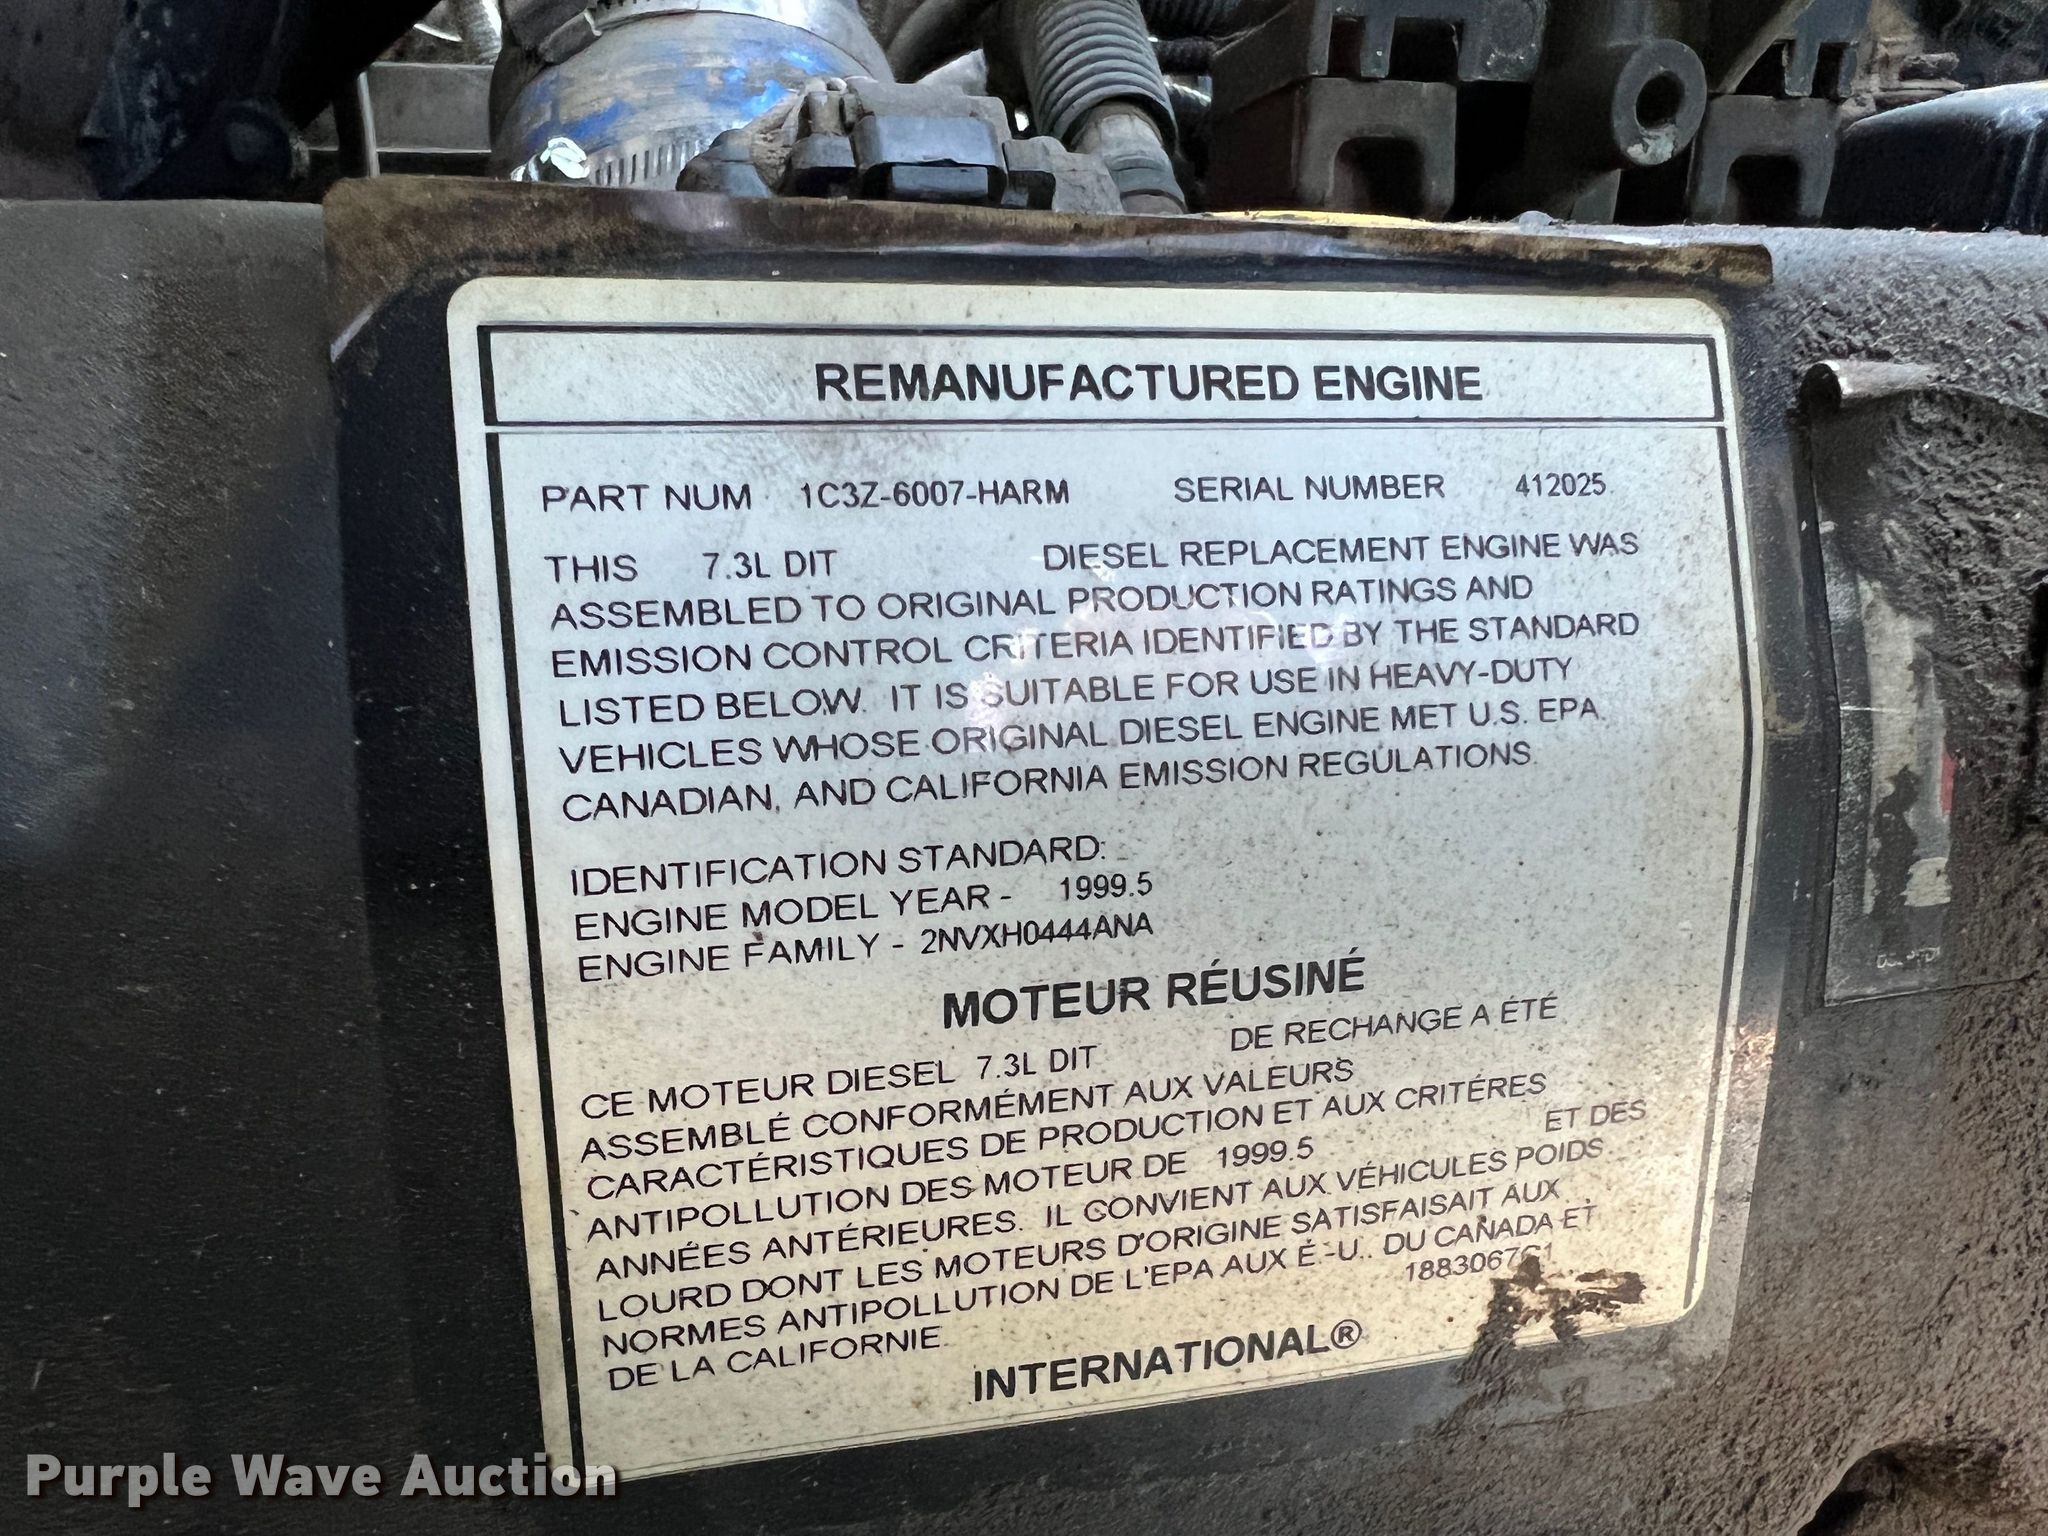 REMANUFACTURED ENGINE
PART NUM 1C3Z-6007-HARM SERIAL NUMBER 412025
THIS 7.3L DIT DIESEL REPLACEMENT ENGINE WAS
ASSEMBLED TO ORIGINAL PRODUCTION RATINGS AND
EMISSION CONTROL CRITERIA IDENTIFIED BY THE STANDARD
LISTED BELOW. IT IS SUITABLE FOR USE IN HEAVY-DUTY
VEHICLES WHOSE ORIGINAL DIESEL ENGINE MET U.S. EPA
CANADIAN, AND CALIFORNIA EMISSION REGULATIONS.
IDENTIFICATION STANDARD:
ENGINE MODEL YEAR - 1999.5
ENGINE FAMILY - 2NVXH0444ANA
MOTEUR RÉUSINÉ
CE MOTEUR DIESEL 7.3L DIT DE RECHANGE A ÉTÉ
ASSEMBLÉ CONFORMÉMENT AUX VALEURS
CARACTÉRISTIQUES DE PRODUCTION ET AUX CRITÉRES
ANTIPOLLUTION DES MOTEUR DE 1999.5 ET DES
ANNÉES ANTÉRIEURES. IL CONVIENT AUX VÉHICULES POIDS
LOURD DONT LES MOTEURS D'ORIGINE SATISFAISAIT AUX
NORMES ANTIPOLLUTION DE L'EPA AUX É.-U.. DU CANADA ET
DE LA CALIFORNIE.
1883067C1
INTERNATIONAL®
Purple Wave Auction